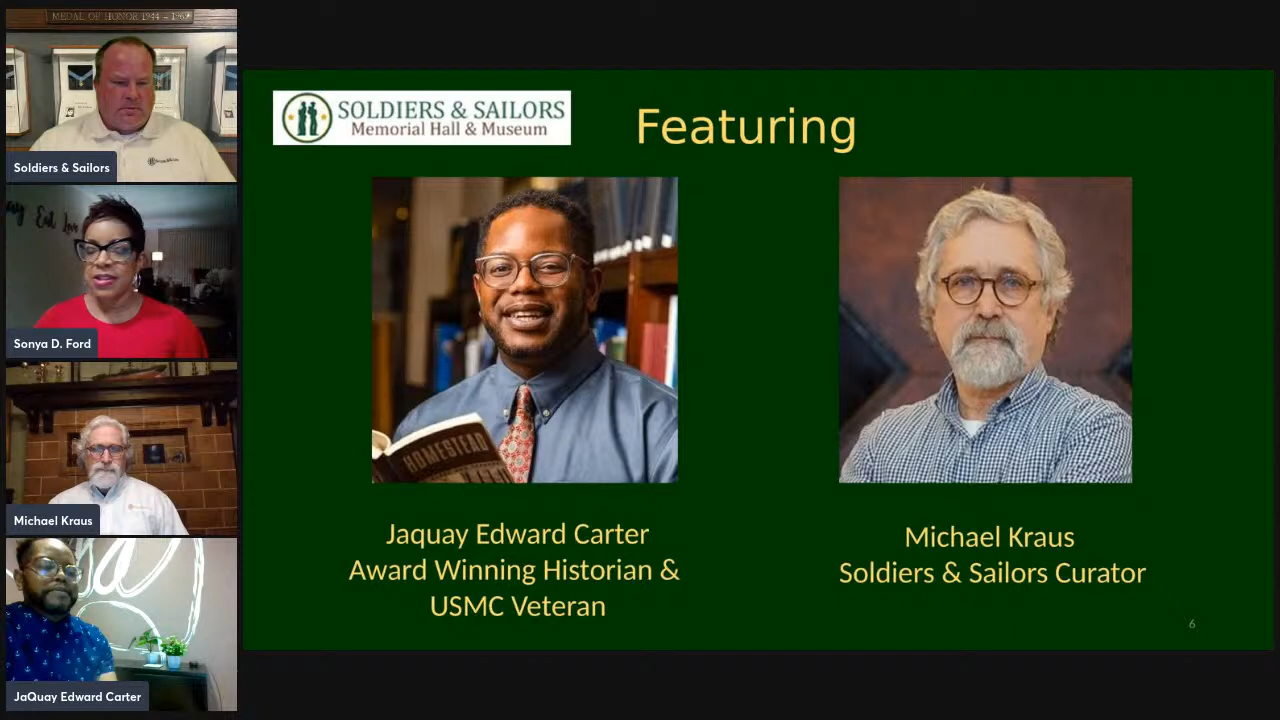 MEDAL OF HONOR 1944 - 1969
Soldiers & Sailors
Sonya D. Ford
Michael Kraus
JaQuay Edward Carter
SOLDIERS & SAILORS
Memorial Hall & Museum
Featuring
HOMESTEAD
Jaquay Edward Carter
Award Winning Historian &
USMC Veteran
Michael Kraus
Soldiers & Sailors Curator
6